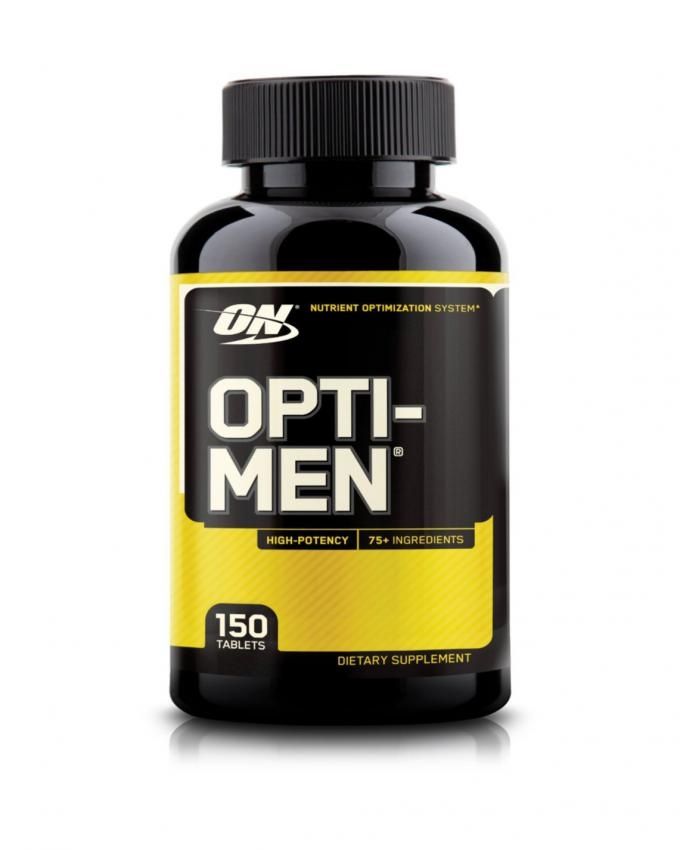 ON® NUTRIENT OPTIMIZATION SYSTEM^
OPTI-
MEN®
HIGH-POTENCY 75+ INGREDIENTS
150
TABLETS
DIETARY SUPPLEMENT